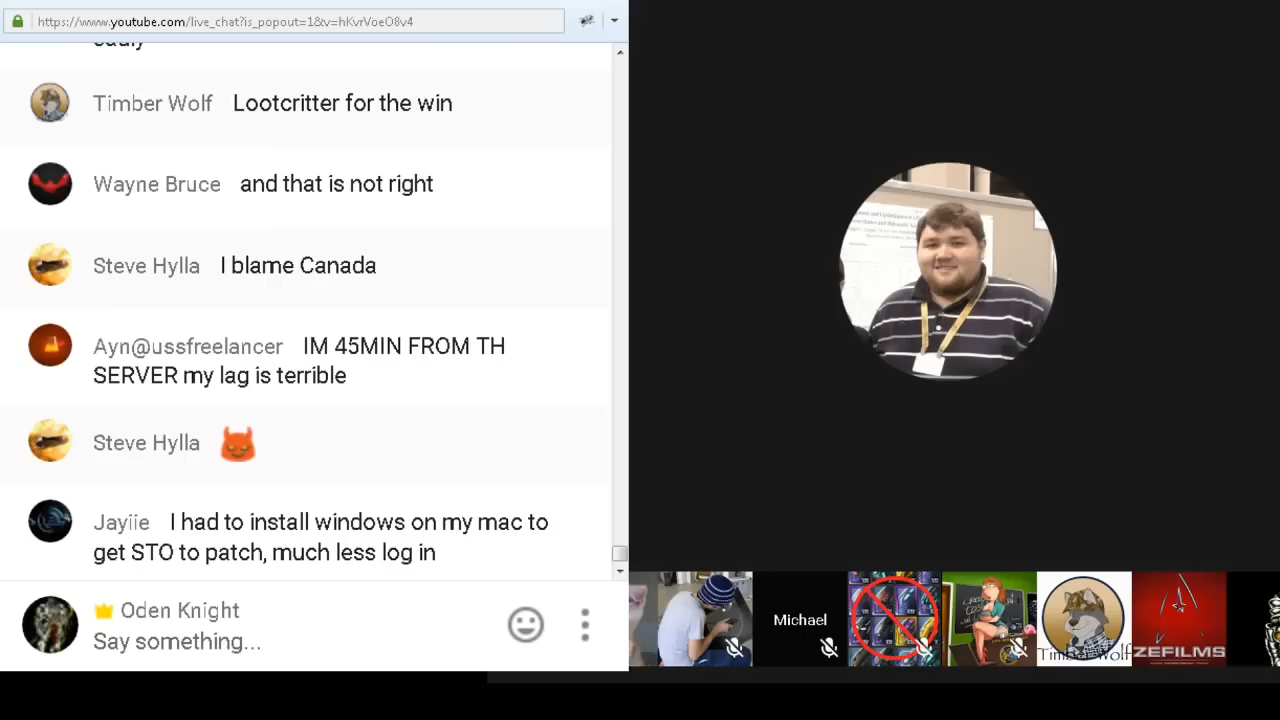 https://www.youtube.com/live_chat?is_popout=1&v=hKvrVoeO8v4
Timber Wolf Lootcritter for the win
Wayne Bruce and that is not right
Steve Hylla I blame Canada
Ayn@ussfreelancer IM 45MIN FROM TH
SERVER my lag is terrible
Steve Hylla
Jayiie I had to install windows on my mac to
get STO to patch, much less log in
Oden Knight
Say something...
Michael
Timber Wolf
ZEFILMS